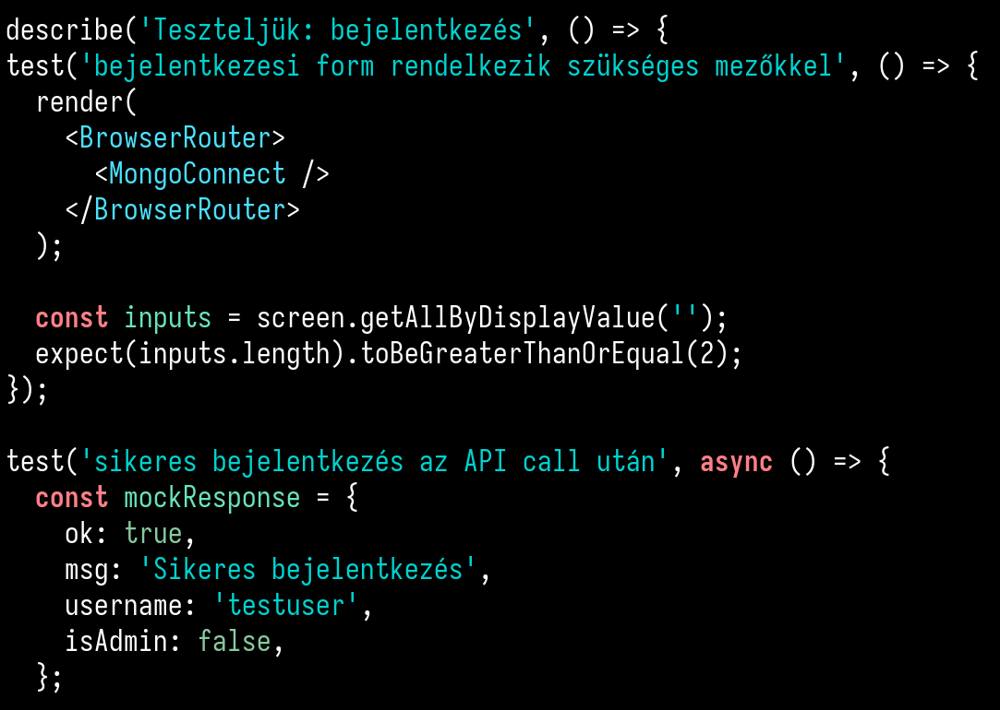 describe('Teszteljük: bejelentkezés', () => {
test('bejelentkezesi form rendelkezik szükséges mezőkkel', () => {
  render(
    <BrowserRouter>
      <MongoConnect />
    </BrowserRouter>
  );

  const inputs = screen.getAllByDisplayValue('');
  expect(inputs.length).toBeGreaterThanOrEqual(2);
});

test('sikeres bejelentkezés az API call után', async () => {
  const mockResponse = {
    ok: true,
    msg: 'Sikeres bejelentkezés',
    username: 'testuser',
    isAdmin: false,
  };